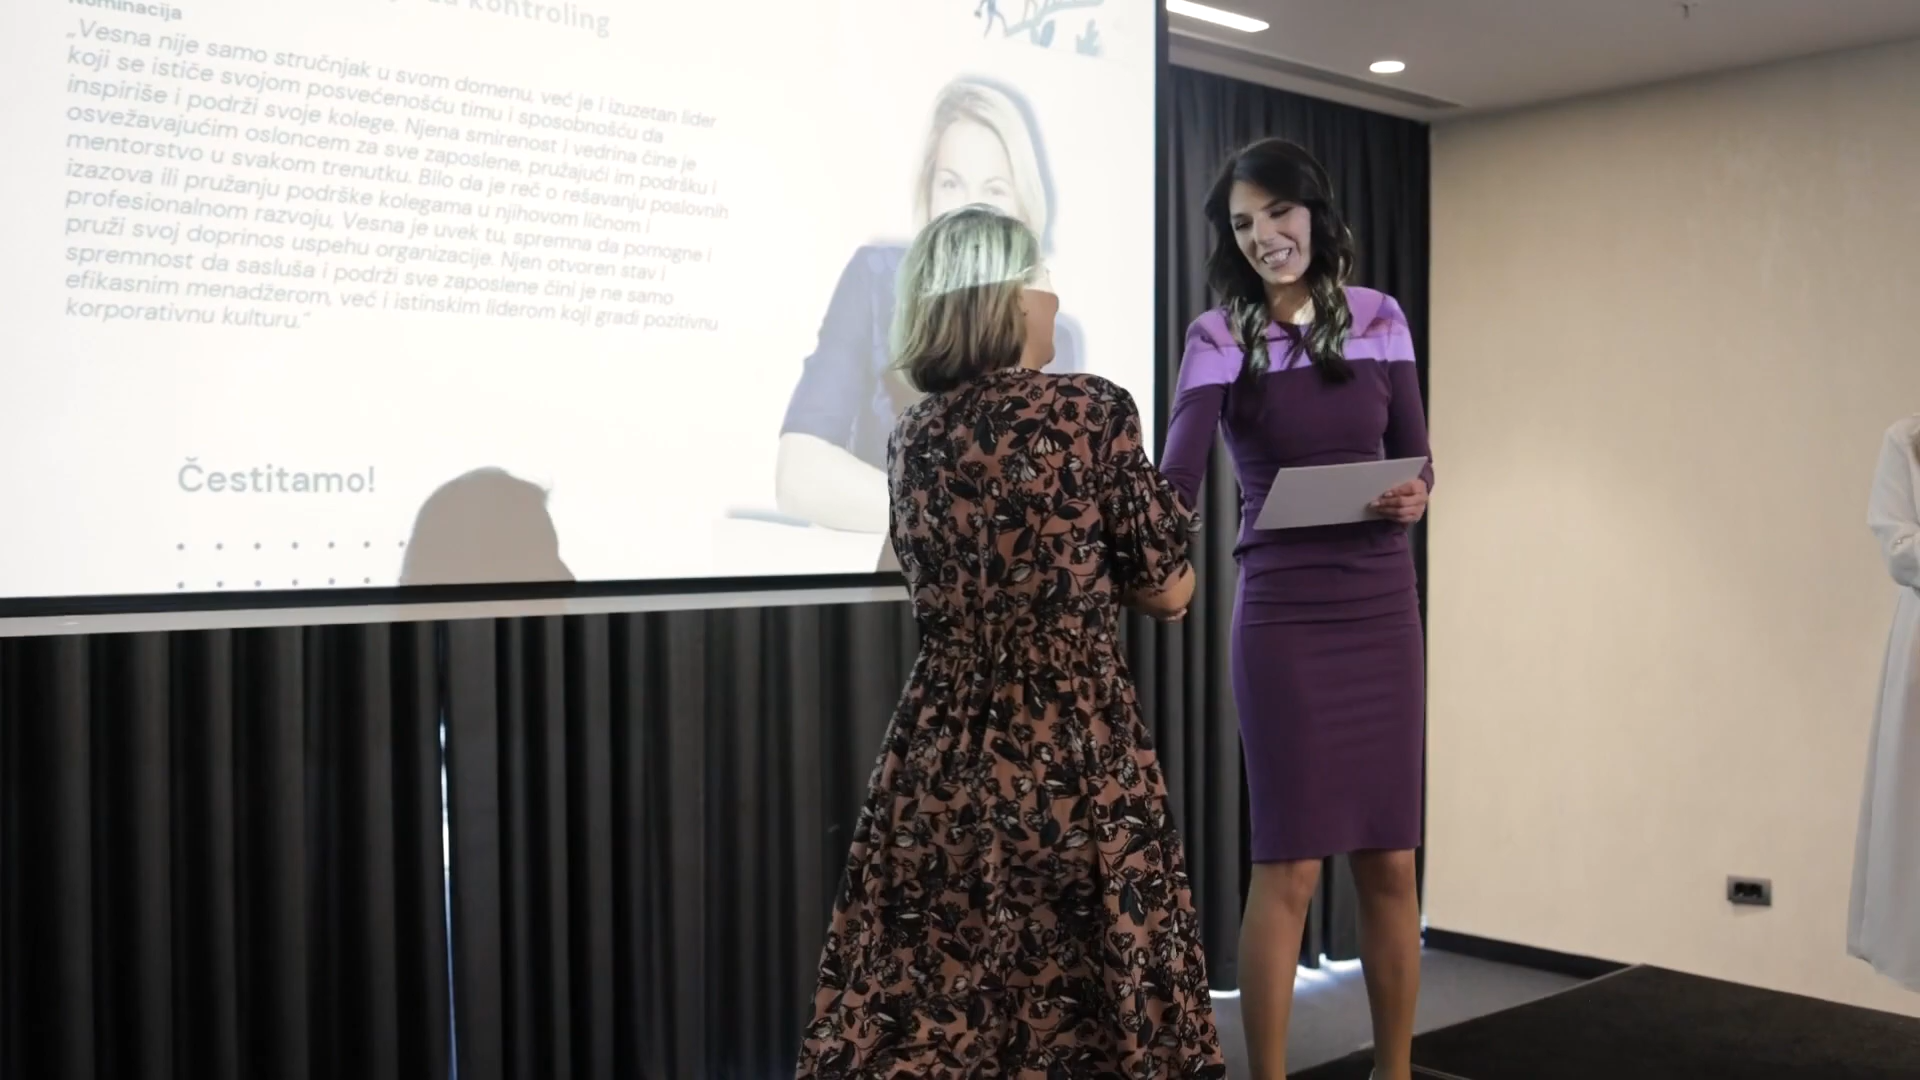 kontroling
Nominacija
„Vesna nije samo stručnjak u svom domenu, već je i izuzetan lider
koji se ističe svojom posvećenošću timu i sposobnošću da
inspiriše i podrži svoje kolege. Njena smirenost i vedrina čine je
osvežavajućim osloncem za sve zaposlene, pružajući im podršku i
mentorstvo u svakom trenutku. Bilo da je reč o rešavanju poslovnih
izazova ili pružanju podrške kolegama u njihovom ličnom i
profesionalnom razvoju, Vesna je uvek tu, spremna da pomogne i
pruži svoj doprinos uspehu organizacije. Njen otvoren stav i
spremnost da sasluša i podrži sve zaposlene čini je ne samo
efikasnim menadžerom, već i istinskim liderom koji gradi pozitivnu
korporativnu kulturu.“
Čestitamo!